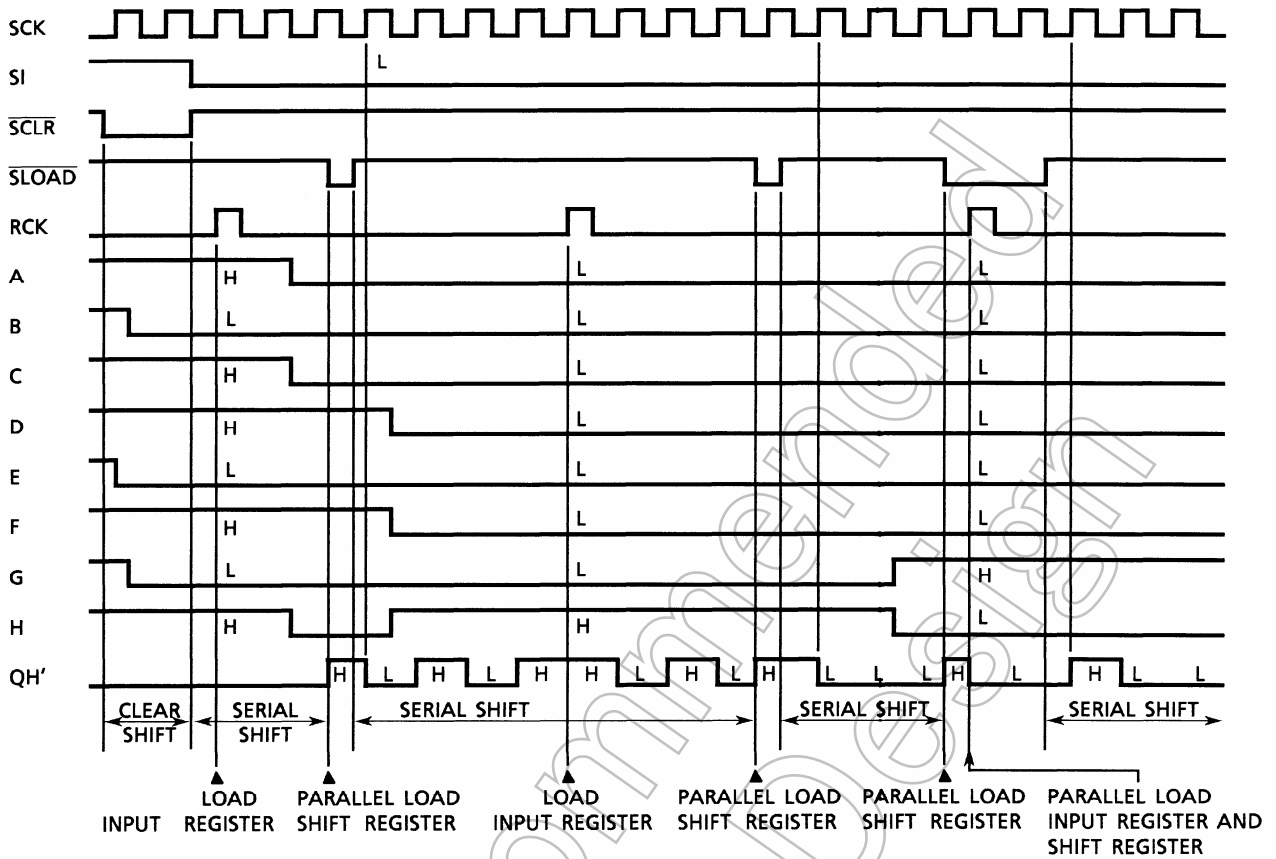 SCK
SI L
SCLR
SLOAD
RCK
A H L L
B L L L
C H L L
D H L L
E L L L
F H L L
G L L H
H H H L
QH' H L H L H H L H L H L L L H L H L L
CLEAR SHIFT
SERIAL SHIFT
SERIAL SHIFT
SERIAL SHIFT
SERIAL SHIFT
LOAD
INPUT REGISTER
PARALLEL LOAD
SHIFT REGISTER
LOAD
INPUT REGISTER
PARALLEL LOAD
SHIFT REGISTER
PARALLEL LOAD
SHIFT REGISTER
PARALLEL LOAD
INPUT REGISTER AND
SHIFT REGISTER
ommended
Design